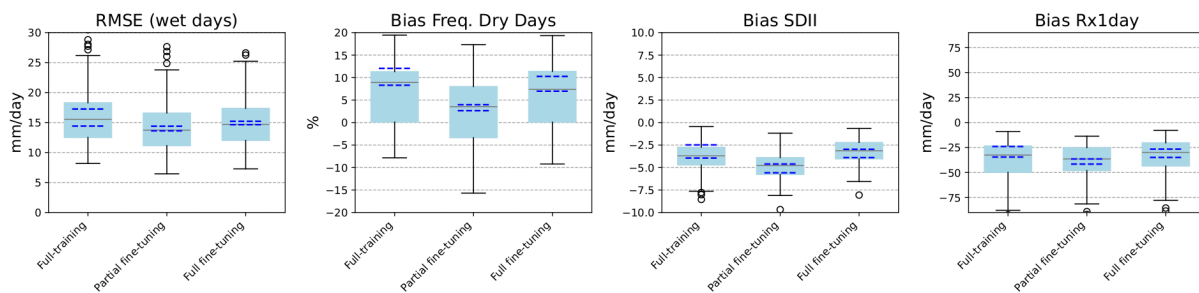 RMSE (wet days)
mm/day
30
25
20
15
10
5
0
Full-training
Partial fine-tuning
Full fine-tuning
Bias Freq. Dry Days
%
20
15
10
5
0
−5
−10
−15
−20
Full-training
Partial fine-tuning
Full fine-tuning
Bias SDII
mm/day
10.0
7.5
5.0
2.5
0.0
−2.5
−5.0
−7.5
−10.0
Full-training
Partial fine-tuning
Full fine-tuning
Bias Rx1day
mm/day
75
50
25
0
−25
−50
−75
Full-training
Partial fine-tuning
Full fine-tuning